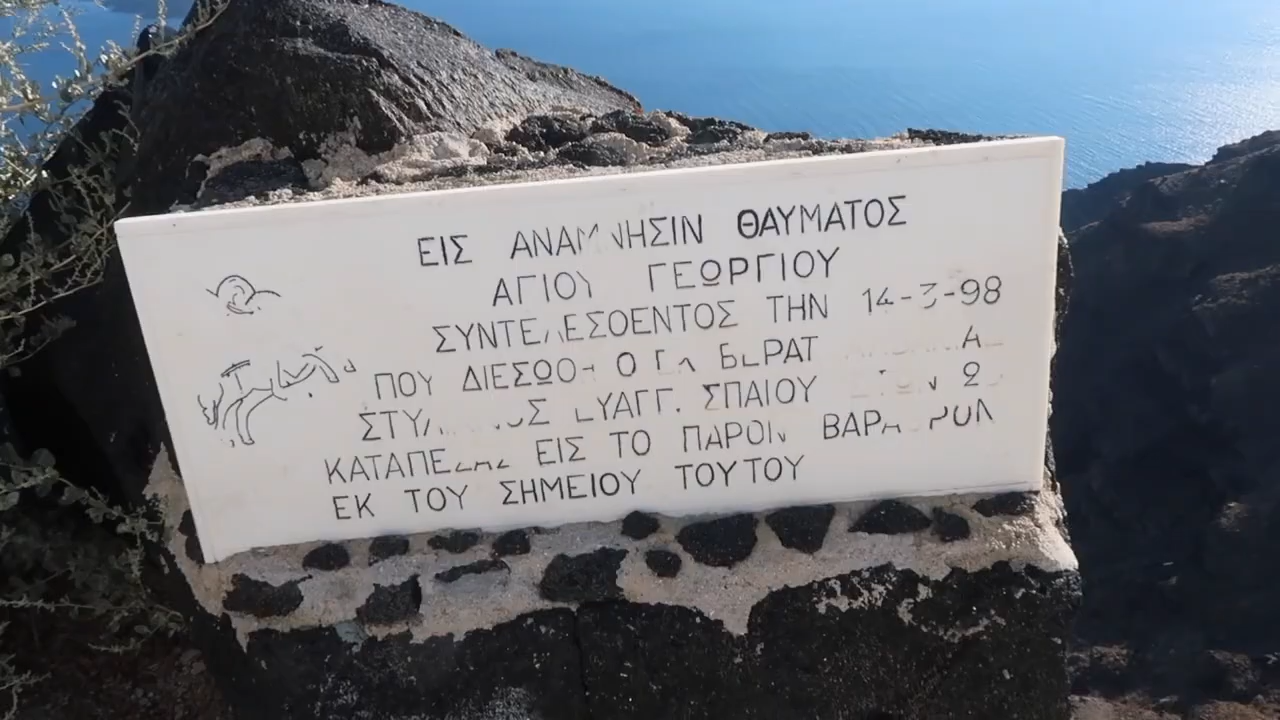 ΕΙΣ ΑΝΑΜΝΗΣΙΝ ΘΑΥΜΑΤΟΣ
ΑΓΙΟΥ ΓΕΩΡΓΙΟΥ
ΣΥΝΤΕΛΕΣΘΕΝΤΟΣ ΤΗΝ 14-3-98
ΠΟΥ ΔΙΕΣΩΘΗ Ο
ΕΥΑΓΓ. ΣΠΑΙΟΥ
ΚΑΤΑΠΕΣΑΣ ΕΙΣ ΤΟ ΠΑΡΟΝ
ΕΚ ΤΟΥ ΣΗΜΕΙΟΥ ΤΟΥΤΟΥ